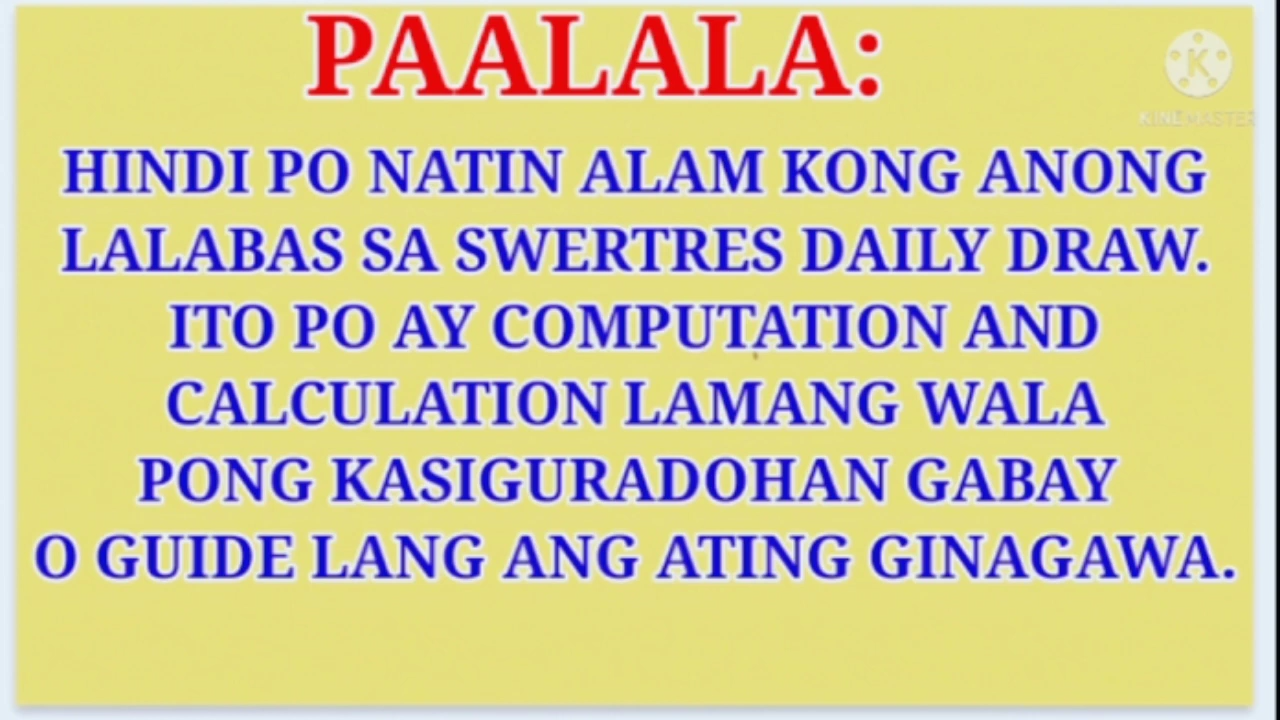 PAALALA:
HINDI PO NATIN ALAM KONG ANONG
LALABAS SA SWERTRES DAILY DRAW.
ITO PO AY COMPUTATION AND
CALCULATION LAMANG WALA
PONG KASIGURADOHAN GABAY
O GUIDE LANG ANG ATING GINAGAWA.
K
KINEMASTER